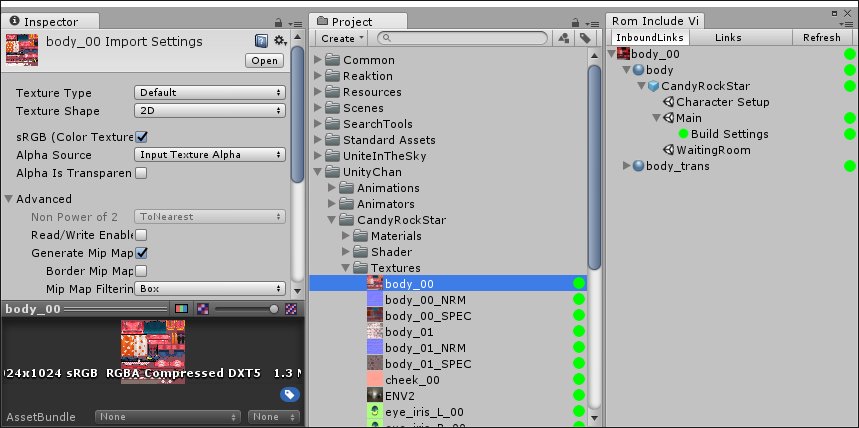 Inspector
body_00 Import Settings
Open
Texture Type
Default
Texture Shape
2D
sRGB (Color Texture
Alpha Source
Input Texture Alpha
Alpha Is Transparen
Advanced
Non Power of 2
ToNearest
Read/Write Enable
Generate Mip Map
Border Mip Map
Mip Map Filterin
Box
body_00
024x1024 sRGB RGBA Compressed DXT5 1.3 M
AssetBundle
None
None
Project
Create
Common
Reaktion
Resources
Scenes
SearchTools
Standard Assets
UniteInTheSky
UnityChan
Animations
Animators
CandyRockStar
Materials
Shader
Textures
body_00
body_00_NRM
body_00_SPEC
body_01
body_01_NRM
body_01_SPEC
cheek_00
ENV2
eye_iris_L_00
eye_iris_R_00
Rom Include Vi
InboundLinks
Links
Refresh
body_00
body
CandyRockStar
Character Setup
Main
Build Settings
WaitingRoom
body_trans